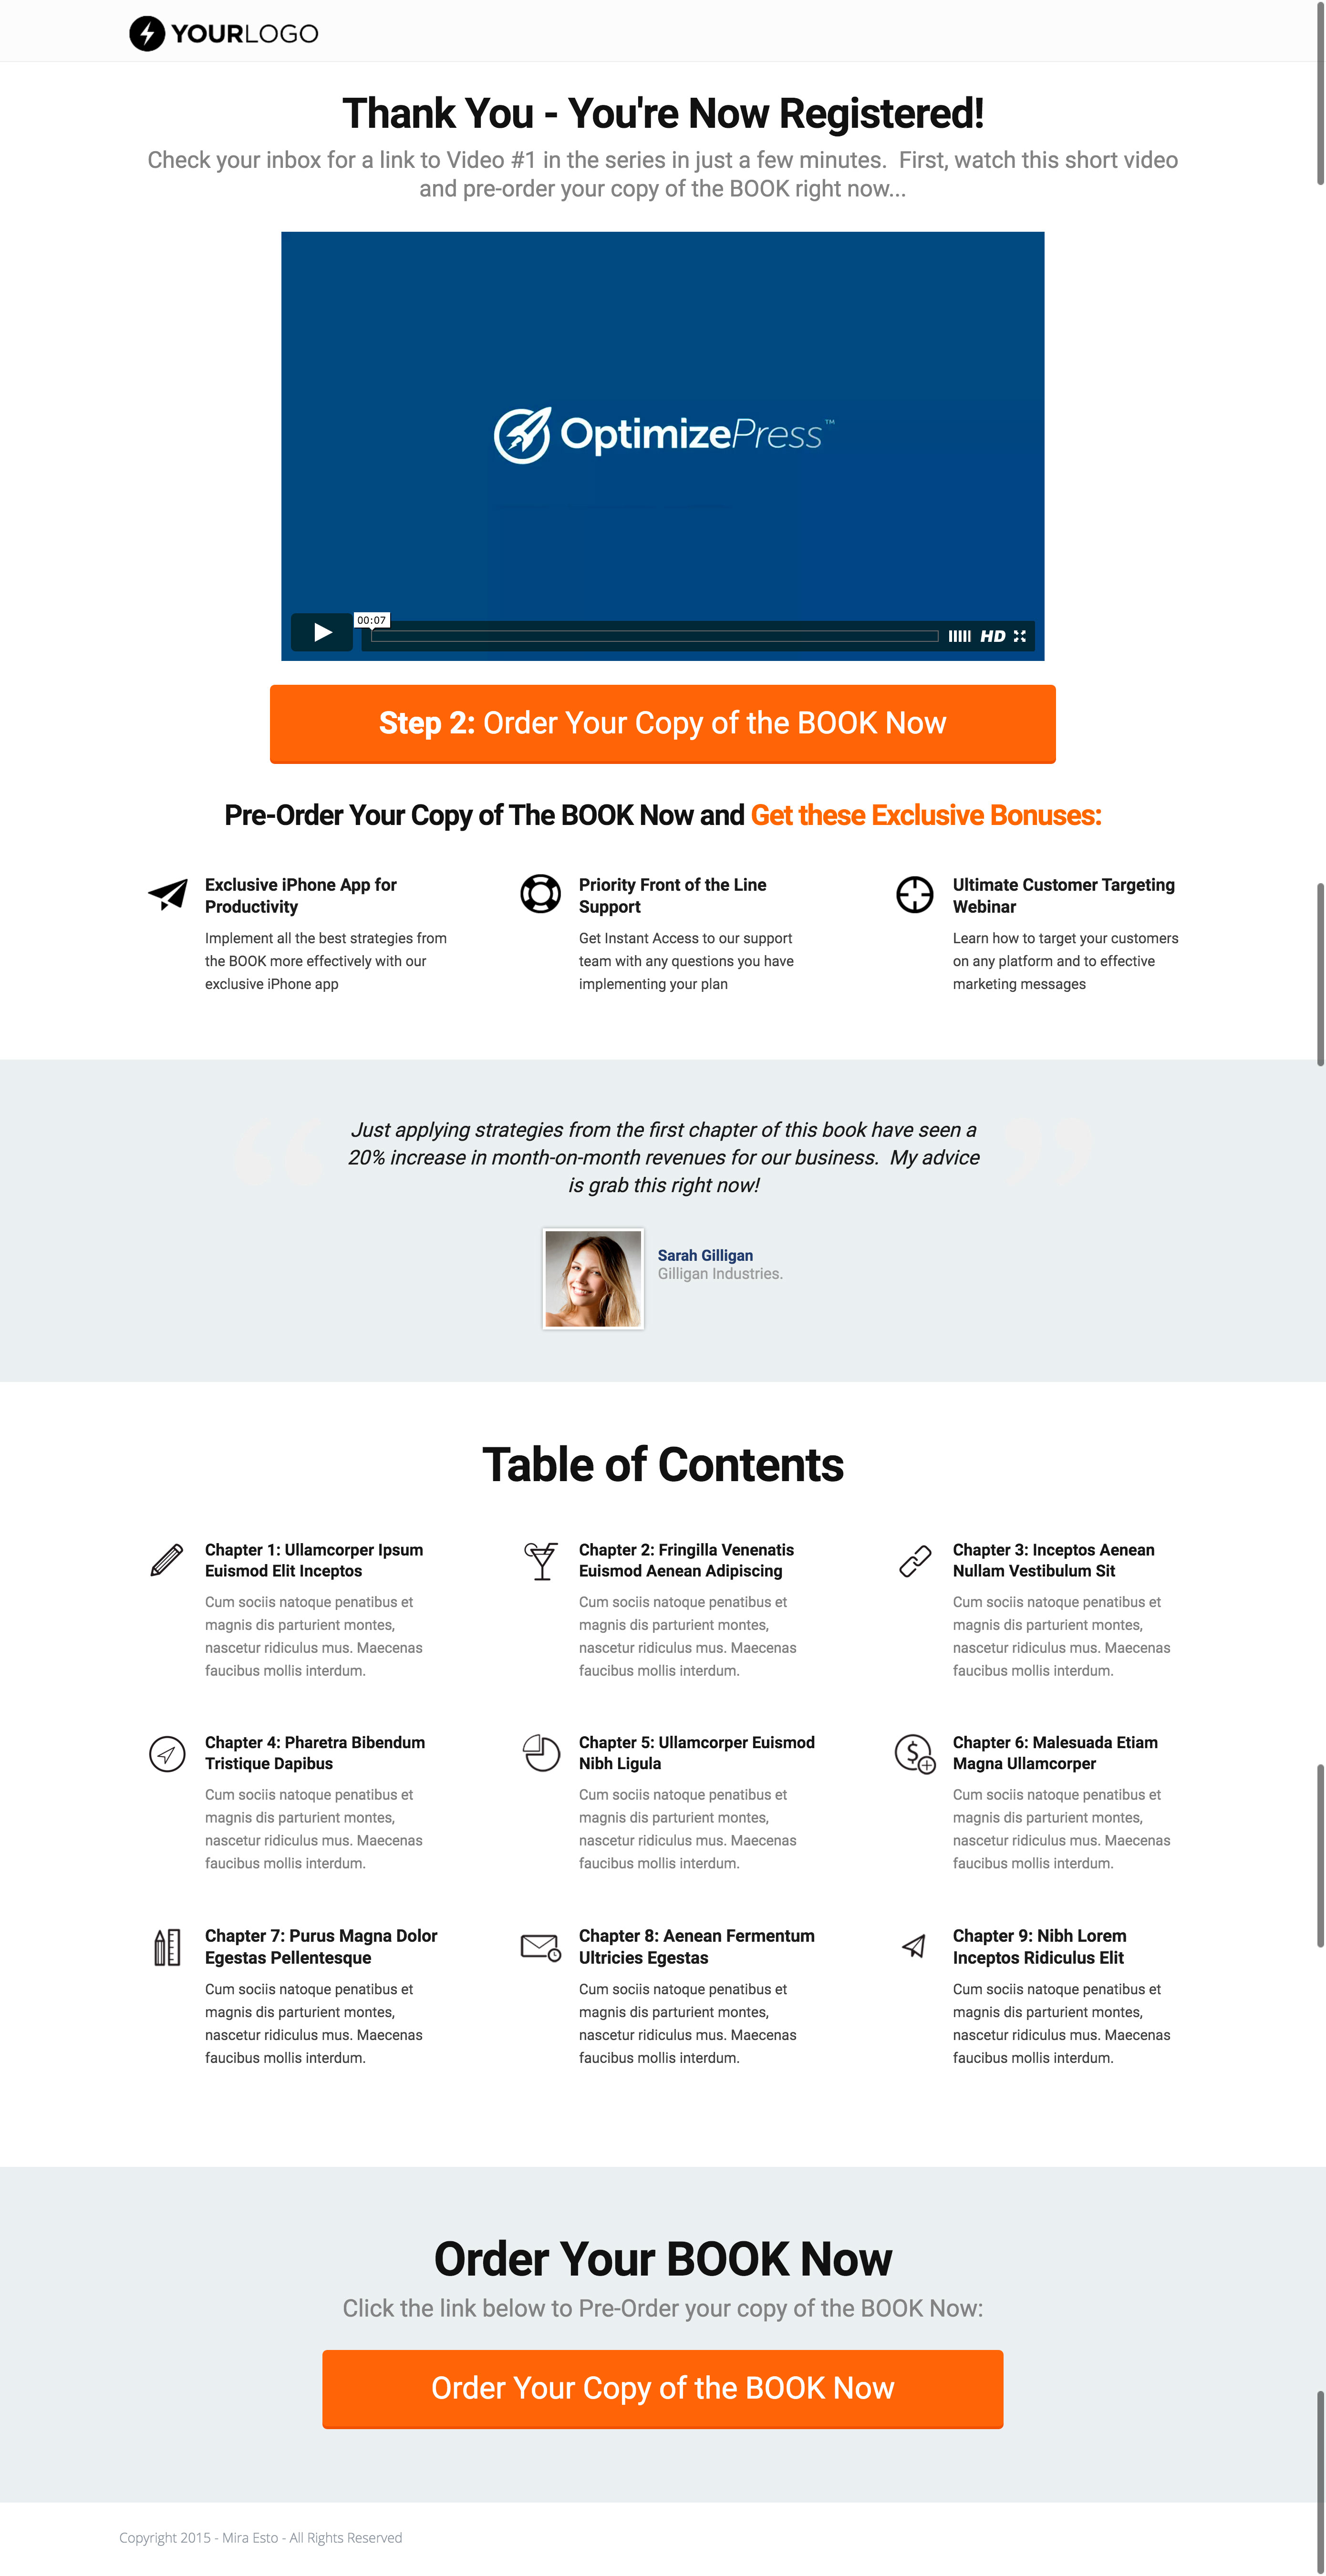 YOURLOGO
Thank You - You're Now Registered!
Check your inbox for a link to Video #1 in the series in just a few minutes.  First, watch this short video
and pre-order your copy of the BOOK right now...
OptimizePress™
00:07
HD
Step 2: Order Your Copy of the BOOK Now
Pre-Order Your Copy of The BOOK Now and Get these Exclusive Bonuses:
Exclusive iPhone App for
Productivity
Implement all the best strategies from
the BOOK more effectively with our
exclusive iPhone app
Priority Front of the Line
Support
Get Instant Access to our support
team with any questions you have
implementing your plan
Ultimate Customer Targeting
Webinar
Learn how to target your customers
on any platform and to effective
marketing messages
“
Just applying strategies from the first chapter of this book have seen a
20% increase in month-on-month revenues for our business.  My advice
is grab this right now!
”
Sarah Gilligan
Gilligan Industries.
Table of Contents
Chapter 1: Ullamcorper Ipsum
Euismod Elit Inceptos
Cum sociis natoque penatibus et
magnis dis parturient montes,
nascetur ridiculus mus. Maecenas
faucibus mollis interdum.
Chapter 2: Fringilla Venenatis
Euismod Aenean Adipiscing
Cum sociis natoque penatibus et
magnis dis parturient montes,
nascetur ridiculus mus. Maecenas
faucibus mollis interdum.
Chapter 3: Inceptos Aenean
Nullam Vestibulum Sit
Cum sociis natoque penatibus et
magnis dis parturient montes,
nascetur ridiculus mus. Maecenas
faucibus mollis interdum.
Chapter 4: Pharetra Bibendum
Tristique Dapibus
Cum sociis natoque penatibus et
magnis dis parturient montes,
nascetur ridiculus mus. Maecenas
faucibus mollis interdum.
Chapter 5: Ullamcorper Euismod
Nibh Ligula
Cum sociis natoque penatibus et
magnis dis parturient montes,
nascetur ridiculus mus. Maecenas
faucibus mollis interdum.
Chapter 6: Malesuada Etiam
Magna Ullamcorper
Cum sociis natoque penatibus et
magnis dis parturient montes,
nascetur ridiculus mus. Maecenas
faucibus mollis interdum.
Chapter 7: Purus Magna Dolor
Egestas Pellentesque
Cum sociis natoque penatibus et
magnis dis parturient montes,
nascetur ridiculus mus. Maecenas
faucibus mollis interdum.
Chapter 8: Aenean Fermentum
Ultricies Egestas
Cum sociis natoque penatibus et
magnis dis parturient montes,
nascetur ridiculus mus. Maecenas
faucibus mollis interdum.
Chapter 9: Nibh Lorem
Inceptos Ridiculus Elit
Cum sociis natoque penatibus et
magnis dis parturient montes,
nascetur ridiculus mus. Maecenas
faucibus mollis interdum.
Order Your BOOK Now
Click the link below to Pre-Order your copy of the BOOK Now:
Order Your Copy of the BOOK Now
Copyright 2015 - Mira Esto - All Rights Reserved